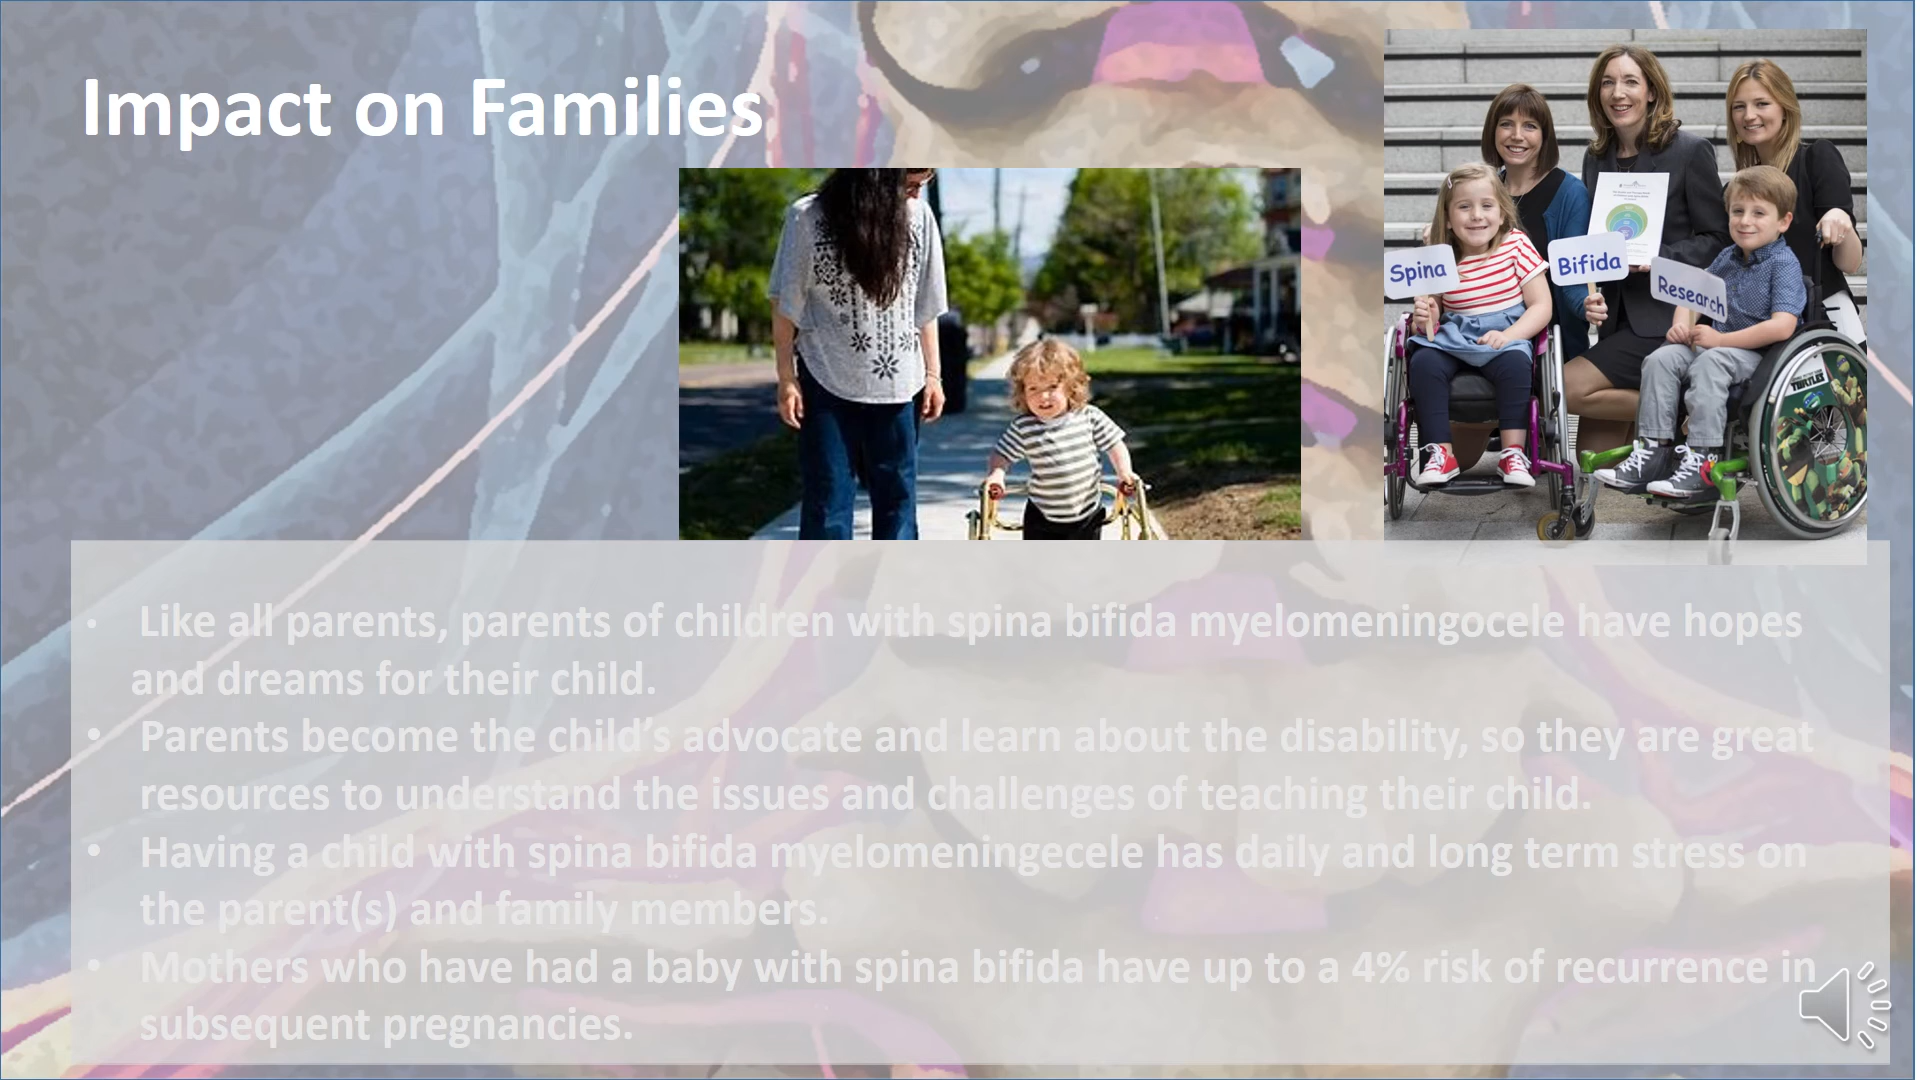 Impact on Families
Spina
Bifida
Research
TURTLES
• Like all parents, parents of children with spina bifida myelomeningocele have hopes
and dreams for their child.
• Parents become the child’s advocate and learn about the disability, so they are great
resources to understand the issues and challenges of teaching their child.
• Having a child with spina bifida myelomeningecele has daily and long term stress on
the parent(s) and family members.
• Mothers who have had a baby with spina bifida have up to a 4% risk of recurrence in
subsequent pregnancies.